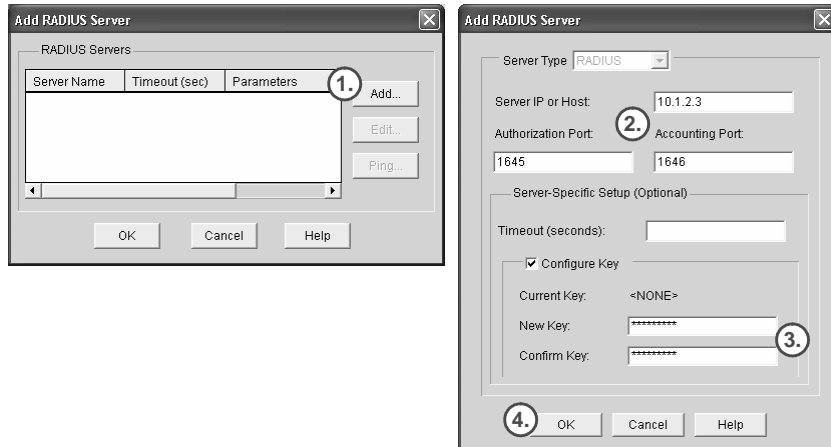 Add RADIUS Server
RADIUS Servers
Server Name Timeout (sec) Parameters
1.
Add...
Edit...
Ping...
OK Cancel Help
Add RADIUS Server
Server Type RADIUS
Server IP or Host: 10.1.2.3
2.
Authorization Port: Accounting Port:
1645 1646
Server-Specific Setup (Optional)
Timeout (seconds):
Configure Key
Current Key: <NONE>
New Key: *********
3.
Confirm Key: *********
4.
OK Cancel Help